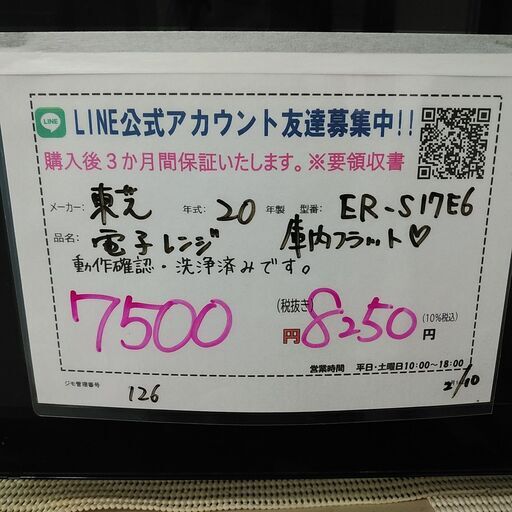 LINE
LINE公式アカウント友達募集中!!
購入後3か月間保証いたします。※要領収書
メーカー: 東芝 年式: 20 年製 型番: ER-S17E6
品名: 電子レンジ 庫内フラット♡
動作確認・洗浄済みです。
7500 (税抜き) 円 8250 (10%税込) 円
営業時間 平日・土曜日10:00～18:00
ジモ管理番号 126 2/10